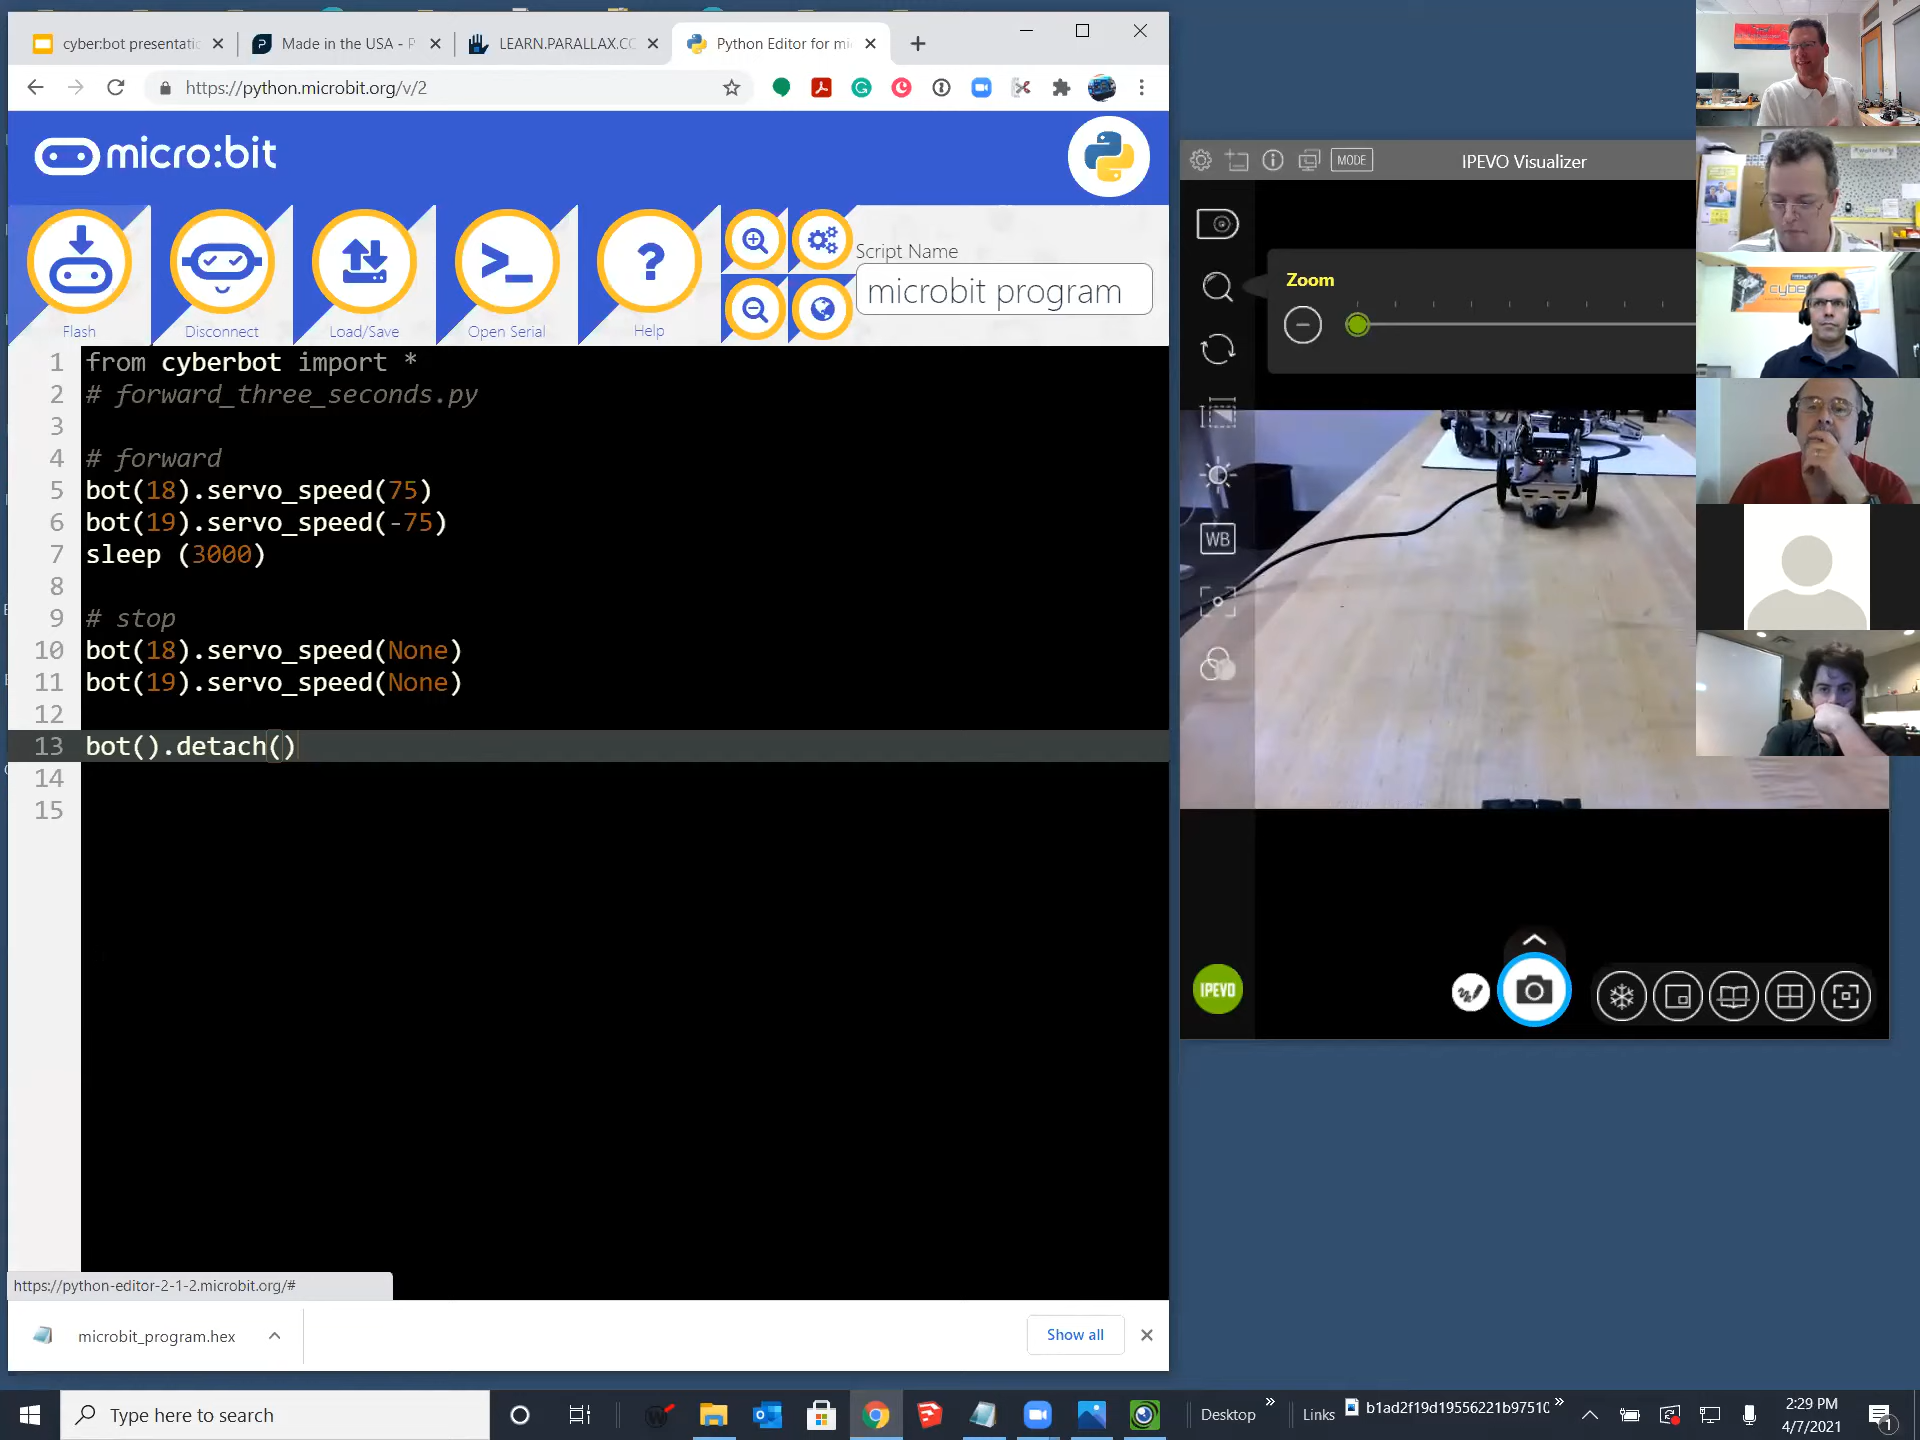 cyber:bot presentatio
Made in the USA - P
LEARN.PARALLAX.CO
Python Editor for mi
https://python.microbit.org/v/2
micro:bit
Flash
Disconnect
Load/Save
Open Serial
Help
Script Name
microbit program
1 from cyberbot import *
2 # forward_three_seconds.py
3
4 # forward
5 bot(18).servo_speed(75)
6 bot(19).servo_speed(-75)
7 sleep (3000)
8
9 # stop
10 bot(18).servo_speed(None)
11 bot(19).servo_speed(None)
12
13 bot().detach()
14
15
https://python-editor-2-1-2.microbit.org/#
microbit_program.hex
Show all
MODE
IPEVO Visualizer
Zoom
WB
IPEVO
Type here to search
Desktop
Links
b1ad2f19d19556221b97510
2:29 PM
4/7/2021
1